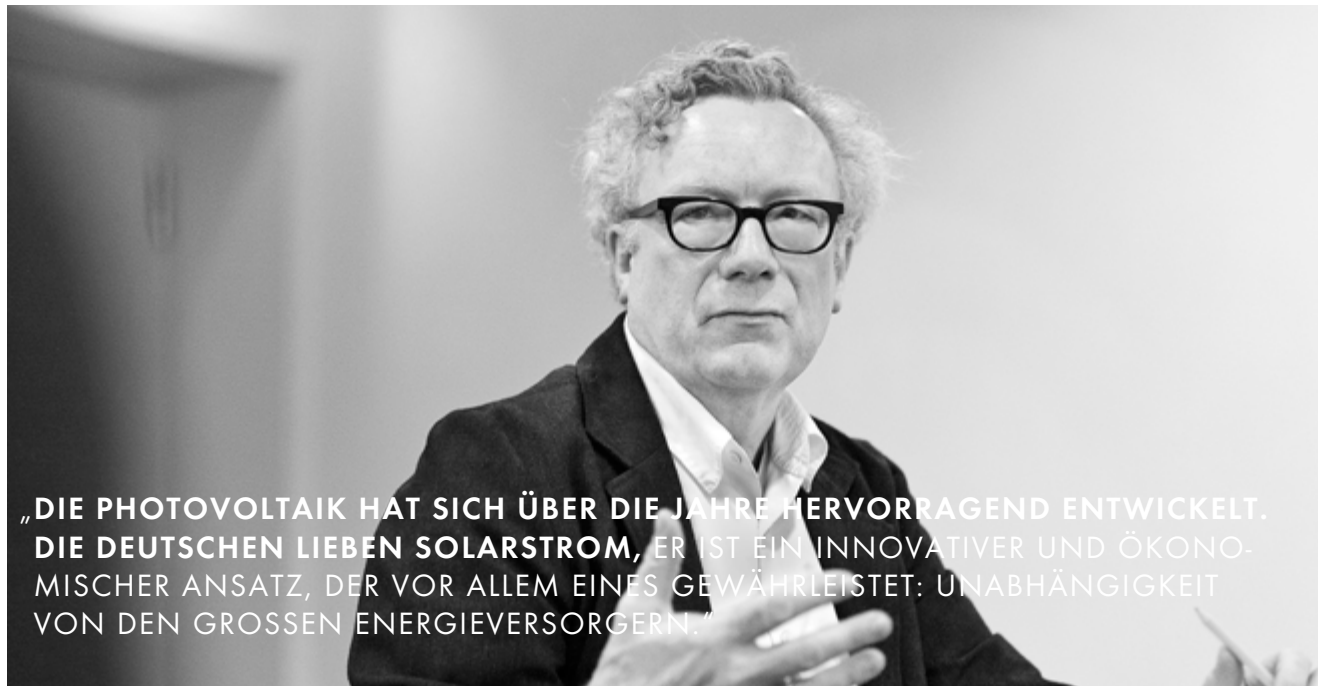 „DIE PHOTOVOLTAIK HAT SICH ÜBER DIE JAHRE HERVORRAGEND ENTWICKELT.
DIE DEUTSCHEN LIEBEN SOLARSTROM, ER IST EIN INNOVATIVER UND ÖKONO-
MISCHER ANSATZ, DER VOR ALLEM EINES GEWÄHRLEISTET: UNABHÄNGIGKEIT
VON DEN GROSSEN ENERGIEVERSORGERN.”